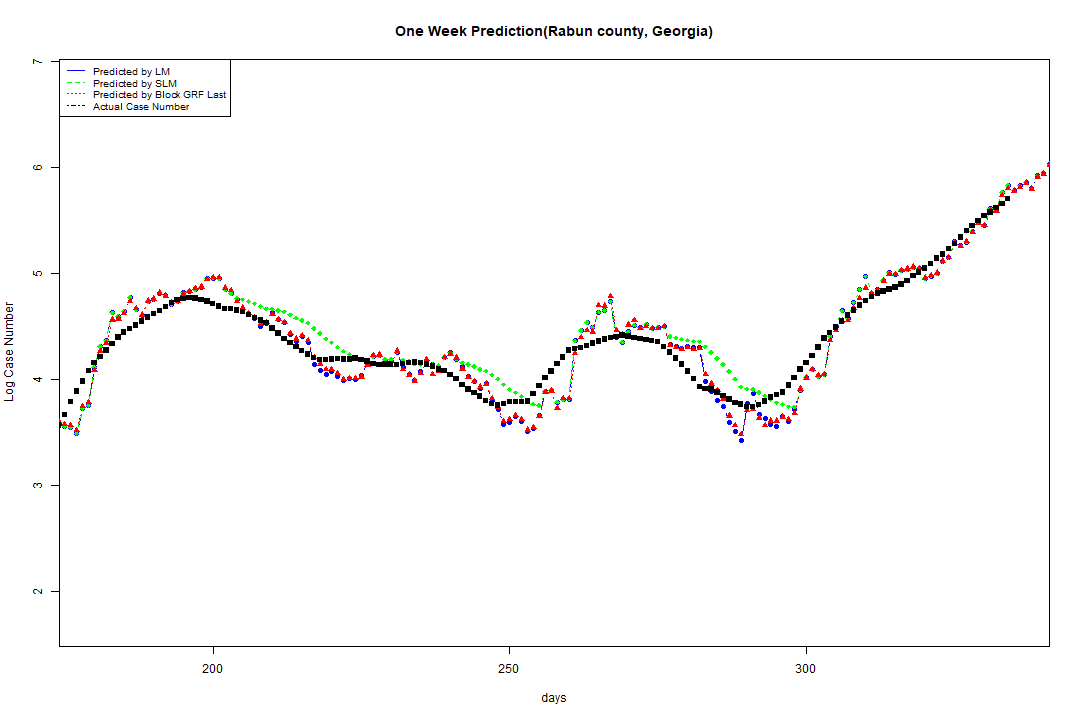 One Week Prediction(Rabun county, Georgia)
Predicted by LM
Predicted by SLM
Predicted by Block GRF Last
Actual Case Number
Log Case Number
7
6
5
4
3
2
200 250 300
days